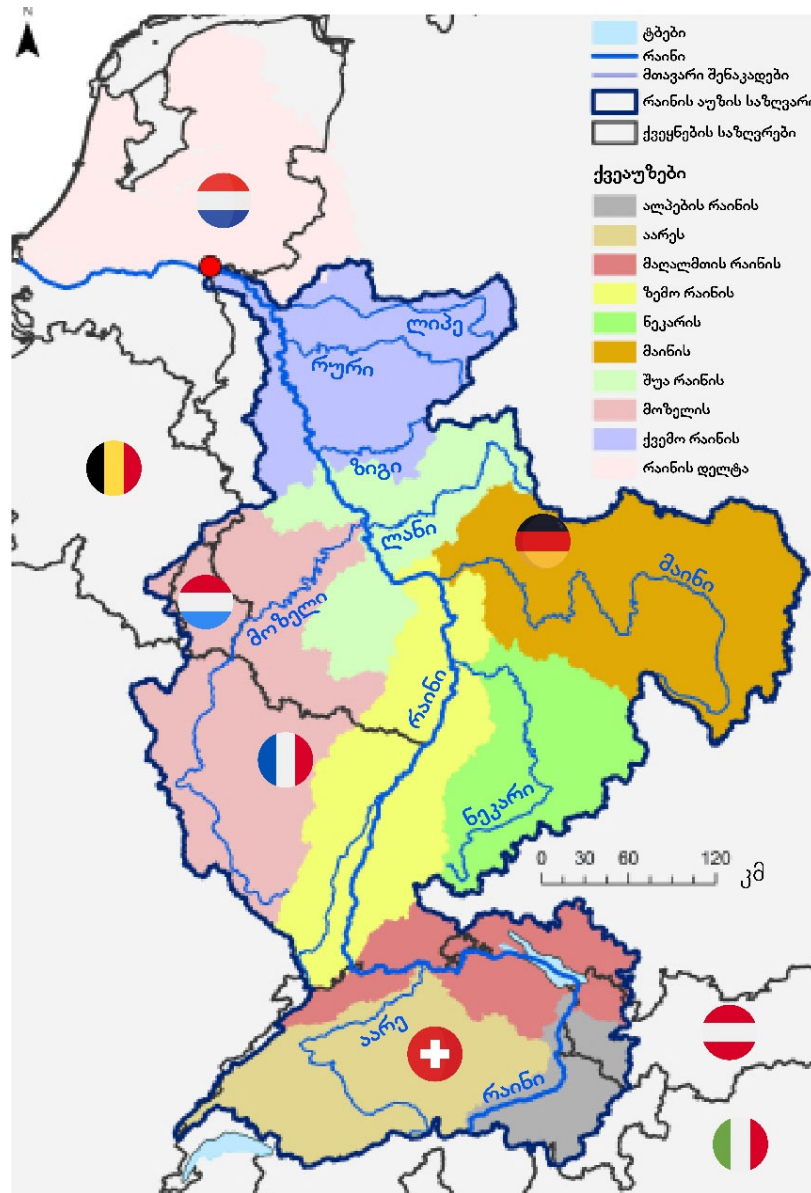 N
ტბები
რაინი
მთავარი შენაკადები
რაინის აუზის საზღვარი
ქვეყნების საზღვრები
ქვეაუზები
ალპების რაინის
აარეს
მაღალმთის რაინის
ზემო რაინის
ნეკარის
მაინის
შუა რაინის
მოზელის
ქვემო რაინის
რაინის დელტა
ლიპე
რური
ზიგი
ლანი
მაინი
მოზელი
რაინი
ნეკარი
0 30 60 120 კმ
აარე
რაინი